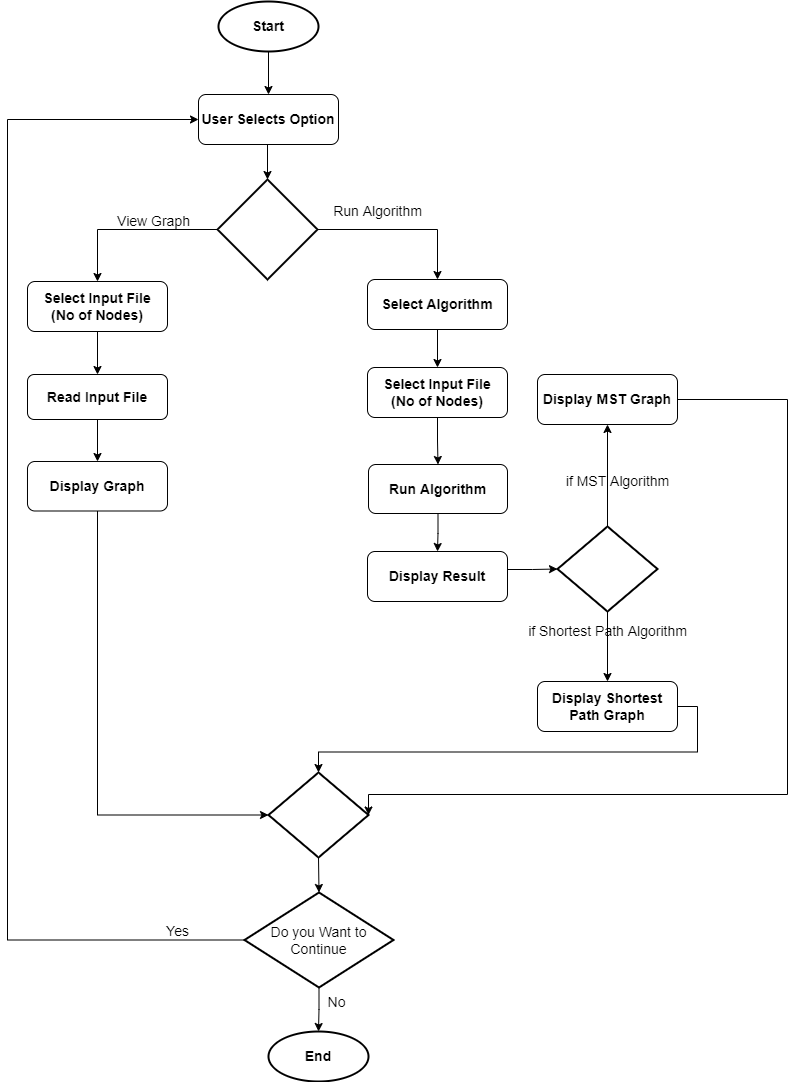 Start
User Selects Option
View Graph
Run Algorithm
Select Input File
(No of Nodes)
Read Input File
Display Graph
Select Algorithm
Select Input File
(No of Nodes)
Run Algorithm
Display Result
Display MST Graph
if MST Algorithm
if Shortest Path Algorithm
Display Shortest
Path Graph
Do you Want to
Continue
Yes
No
End